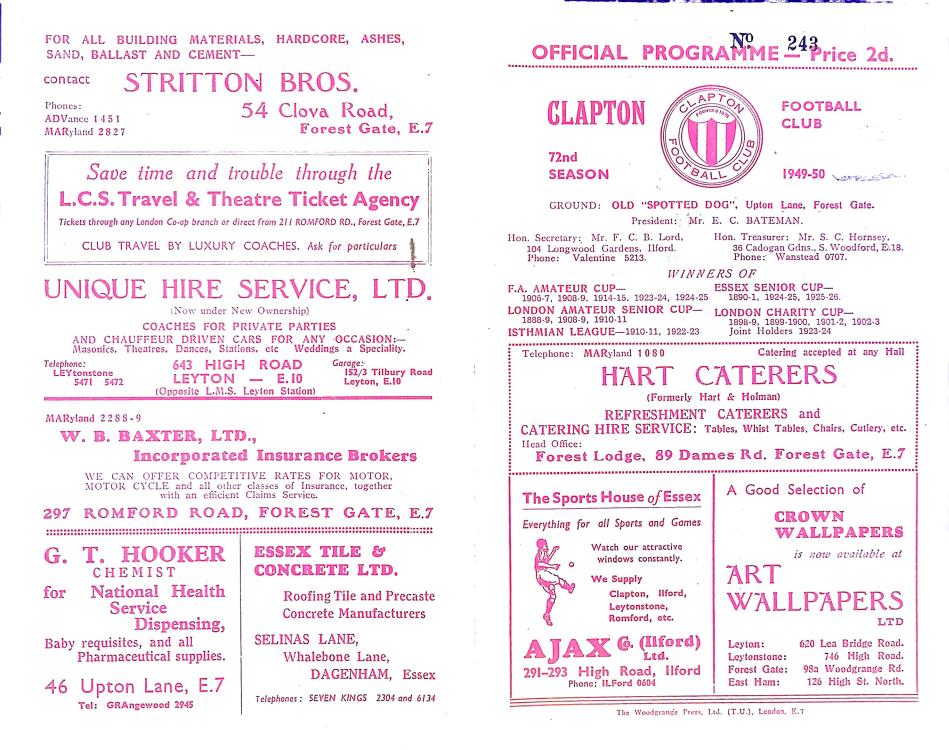 FOR ALL BUILDING MATERIALS, HARDCORE, ASHES,
SAND, BALLAST AND CEMENT—
contact STRITTON BROS.
Phones:
ADVance 1451
MARyland 2827
54 Clova Road,
Forest Gate, E.7
Save time and trouble through the
L.C.S. Travel & Theatre Ticket Agency
Tickets through any London Co-op branch or direct from 211 ROMFORD RD., Forest Gate, E.7
CLUB TRAVEL BY LUXURY COACHES. Ask for particulars
UNIQUE HIRE SERVICE, LTD.
(Now under New Ownership)
COACHES FOR PRIVATE PARTIES
AND CHAUFFEUR DRIVEN CARS FOR ANY OCCASION:—
Masonics, Theatres, Dances, Stations, etc Weddings a Speciality.
Telephone:
LEYtonstone
5471 5472
643 HIGH ROAD
LEYTON — E.10
(Opposite L.M.S. Leyton Station)
Garage:
152/3 Tilbury Road
Leyton, E.10
MARyland 2288-9
W. B. BAXTER, LTD.,
Incorporated Insurance Brokers
WE CAN OFFER COMPETITIVE RATES FOR MOTOR,
MOTOR CYCLE and all other classes of Insurance, together
with an efficient Claims Service.
297 ROMFORD ROAD, FOREST GATE, E.7
G. T. HOOKER
CHEMIST
for National Health
Service
Dispensing,
Baby requisites, and all
Pharmaceutical supplies.
46 Upton Lane, E.7
Tel: GRAngewood 2945
ESSEX TILE &
CONCRETE LTD.
Roofing Tile and Precaste
Concrete Manufacturers
SELINAS LANE,
Whalebone Lane,
DAGENHAM, Essex
Telephones: SEVEN KINGS 2304 and 6134
No 243
OFFICIAL PROGRAMME — Price 2d.
CLAPTON
CLAPTON
FOUNDED 1878
FOOTBALL CLUB
FOOTBALL
CLUB
72nd
SEASON
1949-50
GROUND: OLD "SPOTTED DOG", Upton Lane, Forest Gate.
President: Mr. E. C. BATEMAN.
Hon. Secretary: Mr. F. C. B. Lord,
104 Longwood Gardens, Ilford.
Phone: Valentine 5213.
Hon. Treasurer: Mr. S. C. Hornsey,
36 Cadogan Gdns., S. Woodford, E.18.
Phone: Wanstead 0707.
WINNERS OF
F.A. AMATEUR CUP—
1906-7, 1908-9, 1914-15, 1923-24, 1924-25
LONDON AMATEUR SENIOR CUP—
1888-9, 1908-9, 1910-11
ISTHMIAN LEAGUE—1910-11, 1922-23
ESSEX SENIOR CUP—
1890-1, 1924-25, 1925-26.
LONDON CHARITY CUP—
1898-9, 1899-1900, 1901-2, 1902-3
Joint Holders 1923-24
Telephone: MARyland 1080 Catering accepted at any Hall
HART CATERERS
(Formerly Hart & Holman)
REFRESHMENT CATERERS and
CATERING HIRE SERVICE: Tables, Whist Tables, Chairs, Cutlery, etc.
Head Office:
Forest Lodge, 89 Dames Rd. Forest Gate, E.7
The Sports House of Essex
Everything for all Sports and Games
Watch our attractive
windows constantly.
We Supply
Clapton, Ilford,
Leytonstone,
Romford, etc.
AJAX Co. (Ilford)
Ltd.
291-293 High Road, Ilford
Phone: ILFord 0604
A Good Selection of
CROWN
WALLPAPERS
is now available at
ART
WALLPAPERS
LTD
Leyton: 620 Lea Bridge Road.
Leytonstone: 746 High Road.
Forest Gate: 98a Woodgrange Rd.
East Ham: 126 High St. North.
The Woodgrange Press, Ltd. (T.U.), London, E.7